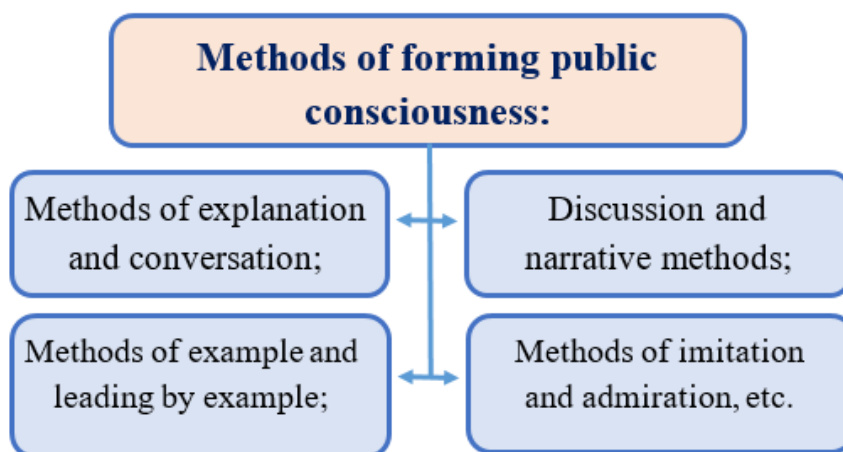 Methods of forming public
consciousness:
Methods of explanation
and conversation;
Discussion and
narrative methods;
Methods of example and
leading by example;
Methods of imitation
and admiration, etc.